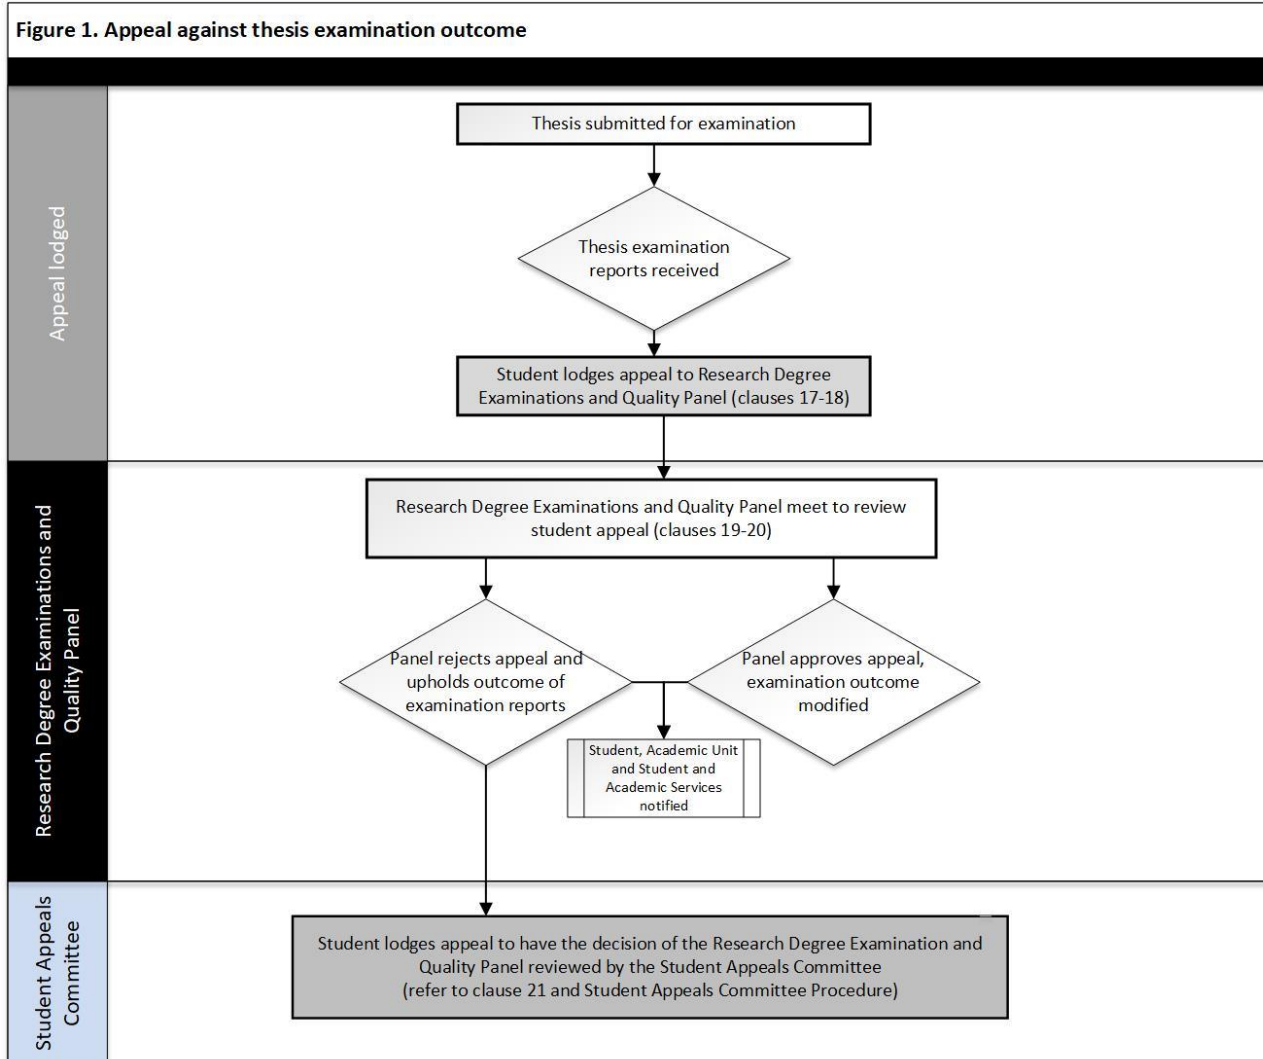 Figure 1. Appeal against thesis examination outcome
Appeal lodged
Thesis submitted for examination
Thesis examination
reports received
Student lodges appeal to Research Degree
Examinations and Quality Panel (clauses 17-18)
Research Degree Examinations and
Quality Panel
Research Degree Examinations and Quality Panel meet to review
student appeal (clauses 19-20)
Panel rejects appeal and
upholds outcome of
examination reports
Panel approves appeal,
examination outcome
modified
Student, Academic Unit
and Student and
Academic Services
notified
Student Appeals
Committee
Student lodges appeal to have the decision of the Research Degree Examination and
Quality Panel reviewed by the Student Appeals Committee
(refer to clause 21 and Student Appeals Committee Procedure)